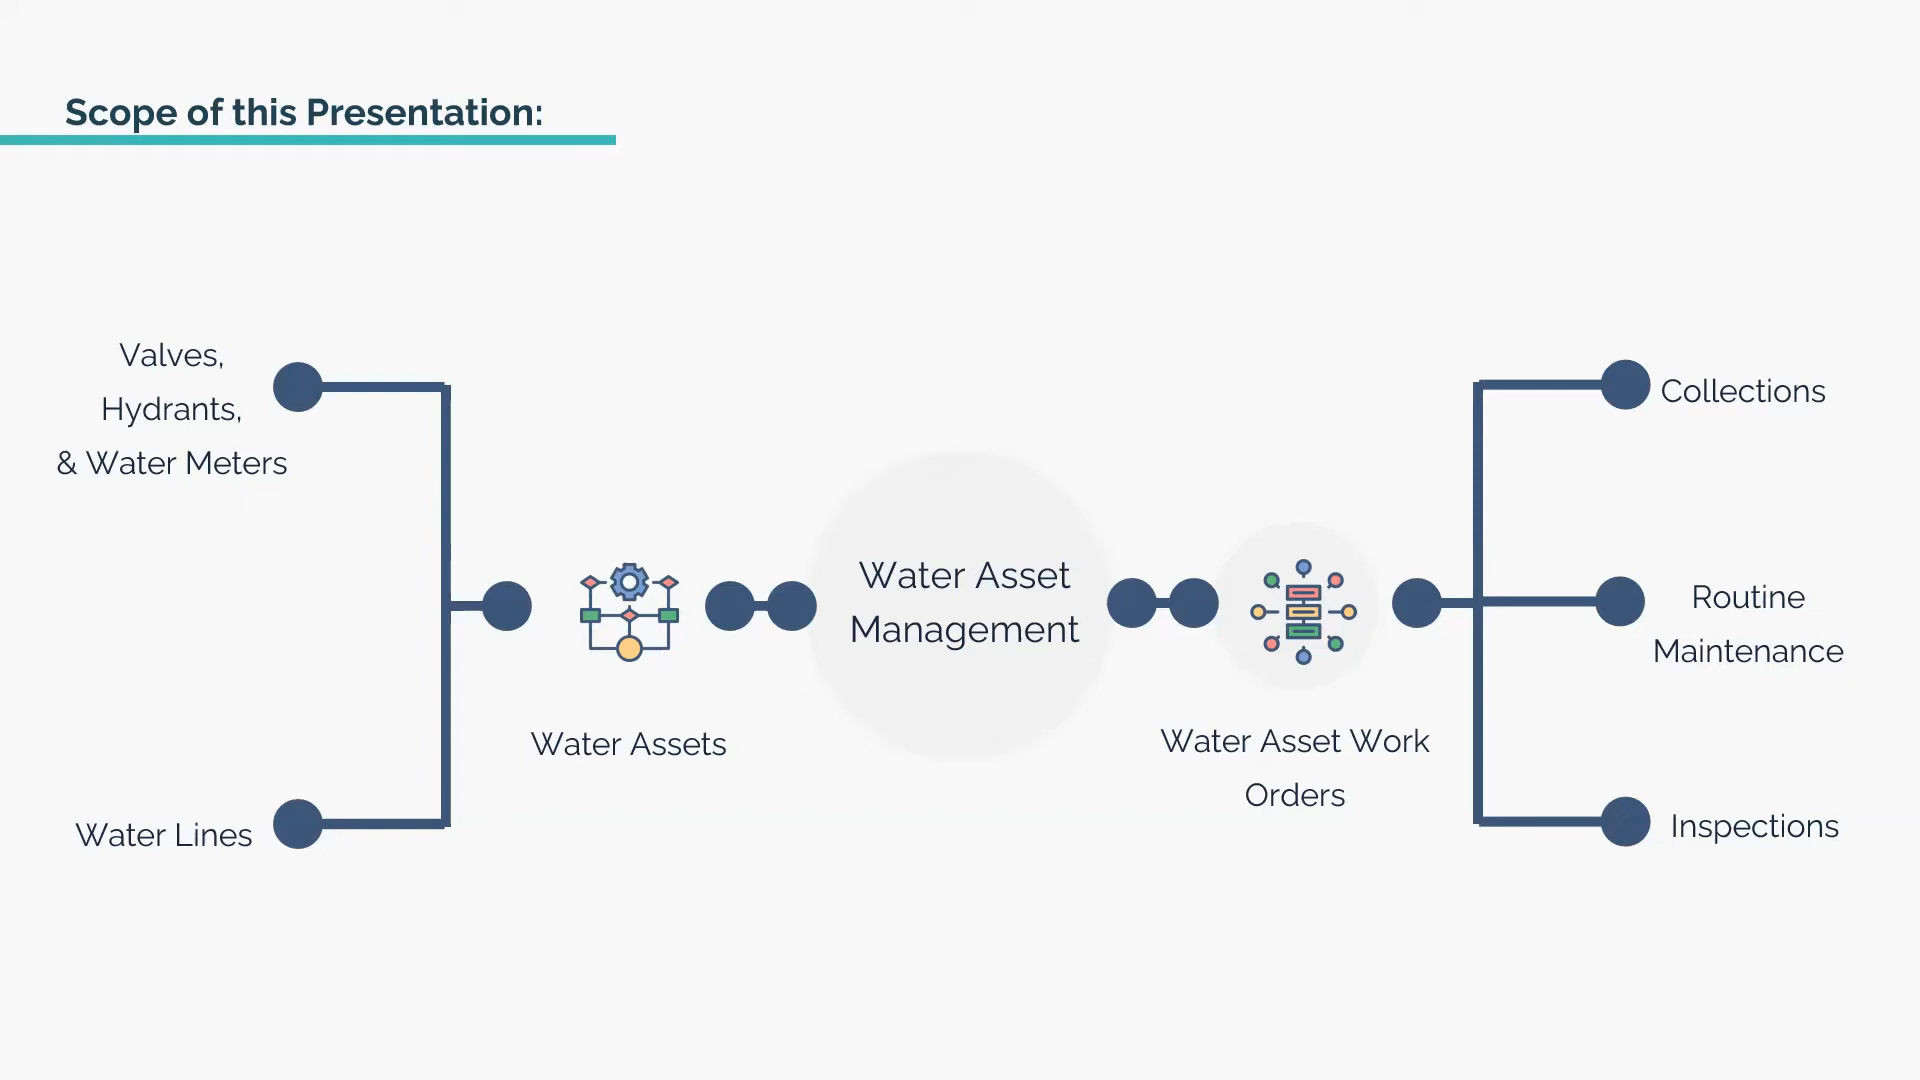 Scope of this Presentation:
Valves,
Hydrants,
& Water Meters
Water Lines
Water Assets
Water Asset
Management
Water Asset Work
Orders
Collections
Routine
Maintenance
Inspections